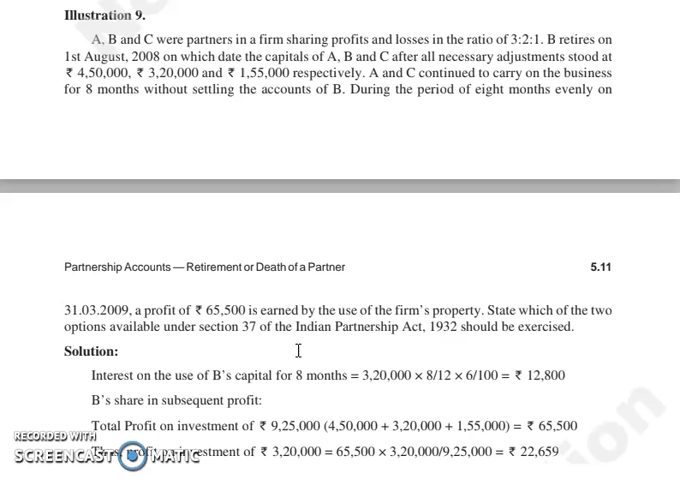 Illustration 9.
A, B and C were partners in a firm sharing profits and losses in the ratio of 3:2:1. B retires on
1st August, 2008 on which date the capitals of A, B and C after all necessary adjustments stood at
₹ 4,50,000, ₹ 3,20,000 and ₹ 1,55,000 respectively. A and C continued to carry on the business
for 8 months without settling the accounts of B. During the period of eight months evenly on
Partnership Accounts — Retirement or Death of a Partner 5.11
31.03.2009, a profit of ₹ 65,500 is earned by the use of the firm's property. State which of the two
options available under section 37 of the Indian Partnership Act, 1932 should be exercised.
Solution:
Interest on the use of B's capital for 8 months = 3,20,000 × 8/12 × 6/100 = ₹ 12,800
B's share in subsequent profit:
Total Profit on investment of ₹ 9,25,000 (4,50,000 + 3,20,000 + 1,55,000) = ₹ 65,500
RECORDED WITH
profit investment of ₹ 3,20,000 = 65,500 × 3,20,000/9,25,000 = ₹ 22,659
SCREENCAST MATIC